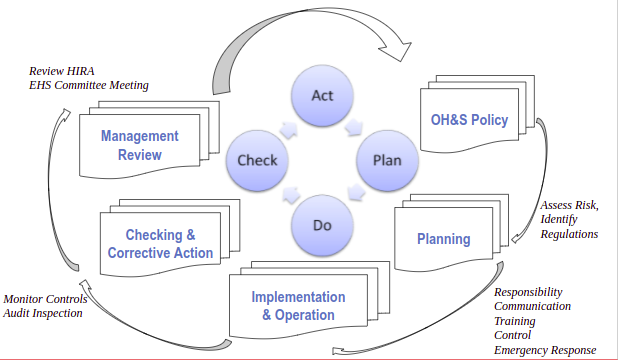 Review HIRA
EHS Committee Meeting
Management
Review
Act
Check
Plan
Do
OH&S Policy
Assess Risk,
Identify
Regulations
Planning
Checking &
Corrective Action
Implementation
& Operation
Monitor Controls
Audit Inspection
Responsibility
Communication
Training
Control
Emergency Response